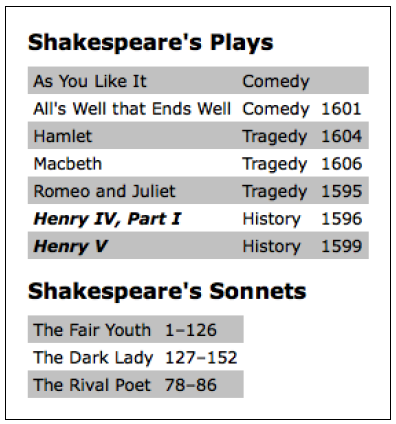 Shakespeare's Plays
As You Like It Comedy
All's Well that Ends Well Comedy 1601
Hamlet Tragedy 1604
Macbeth Tragedy 1606
Romeo and Juliet Tragedy 1595
Henry IV, Part I History 1596
Henry V History 1599
Shakespeare's Sonnets
The Fair Youth 1–126
The Dark Lady 127–152
The Rival Poet 78–86